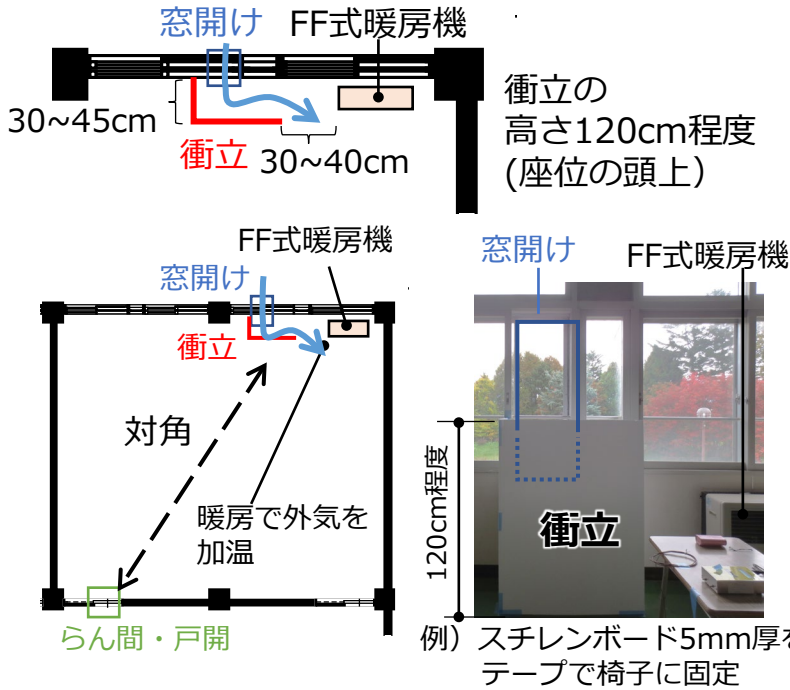 窓開け
FF式暖房機
30~45cm
衝立
30~40cm
衝立の
高さ120cm程度
(座位の頭上）
FF式暖房機
窓開け
衝立
対角
暖房で外気を
加温
らん間・戸開
窓開け
FF式暖房機
120cm程度
衝立
例）スチレンボード5mm厚を
テープで椅子に固定